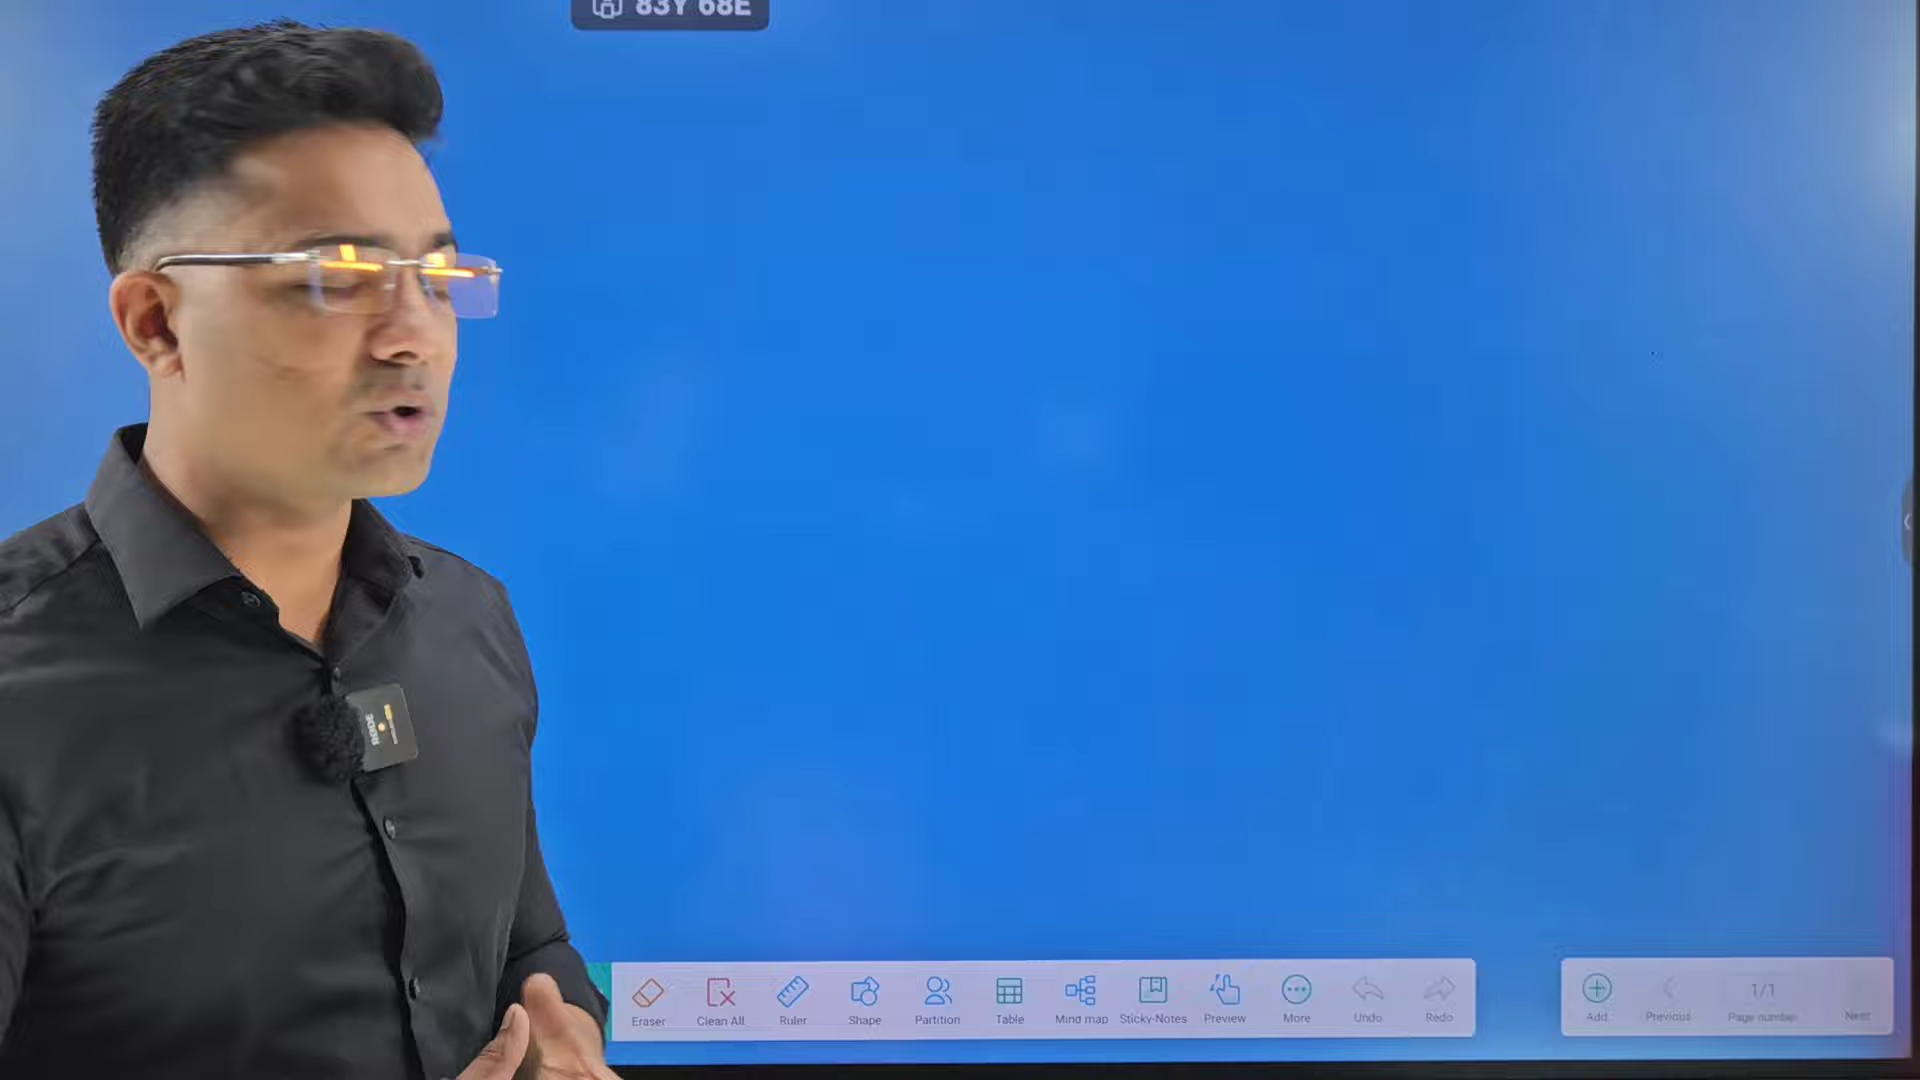 83Y 68E
RØDE
Eraser
Clean All
Ruler
Shape
Partition
Table
Mind map
Sticky-Notes
Preview
More
Undo
Redo
Add
Previous
1/1
Page number
Next